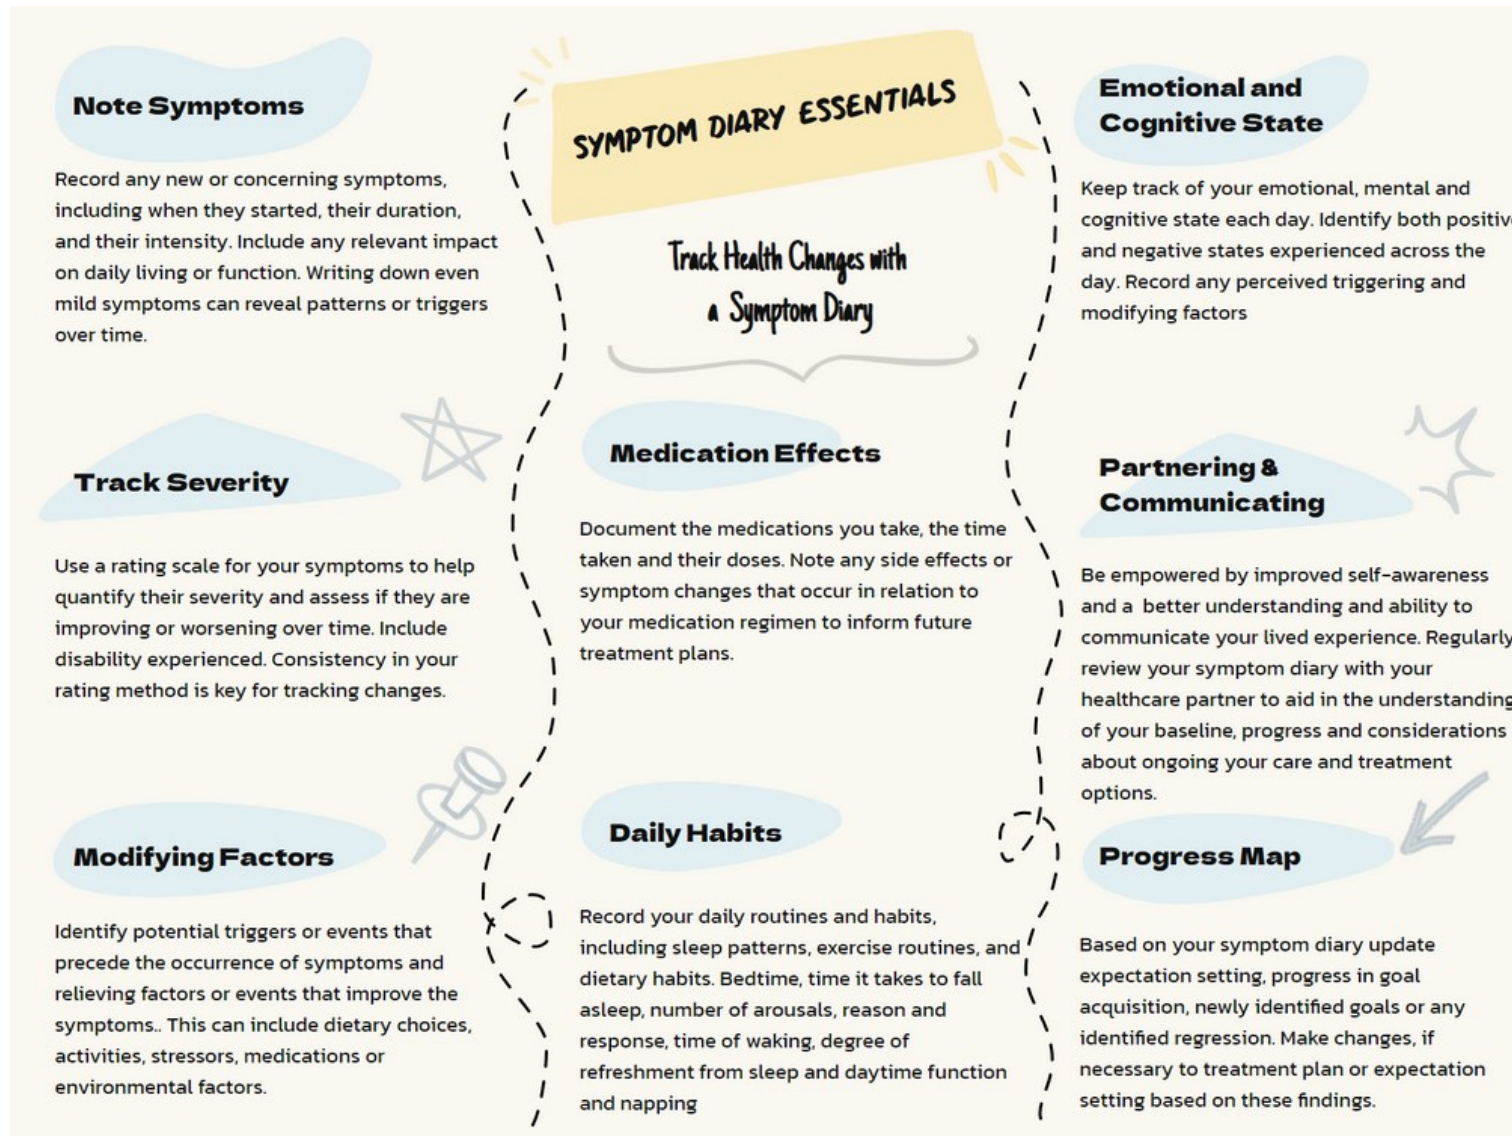 Note Symptoms
Record any new or concerning symptoms,
including when they started, their duration,
and their intensity. Include any relevant impact
on daily living or function. Writing down even
mild symptoms can reveal patterns or triggers
over time.
Track Severity
Use a rating scale for your symptoms to help
quantify their severity and assess if they are
improving or worsening over time. Include
disability experienced. Consistency in your
rating method is key for tracking changes.
Modifying Factors
Identify potential triggers or events that
precede the occurrence of symptoms and
relieving factors or events that improve the
symptoms.. This can include dietary choices,
activities, stressors, medications or
environmental factors.
SYMPTOM DIARY ESSENTIALS
Track Health Changes with
a Symptom Diary
Medication Effects
Document the medications you take, the time
taken and their doses. Note any side effects or
symptom changes that occur in relation to
your medication regimen to inform future
treatment plans.
Daily Habits
Record your daily routines and habits,
including sleep patterns, exercise routines, and
dietary habits. Bedtime, time it takes to fall
asleep, number of arousals, reason and
response, time of waking, degree of
refreshment from sleep and daytime function
and napping
Emotional and
Cognitive State
Keep track of your emotional, mental and
cognitive state each day. Identify both positive
and negative states experienced across the
day. Record any perceived triggering and
modifying factors
Partnering &
Communicating
Be empowered by improved self-awareness
and a better understanding and ability to
communicate your lived experience. Regularly
review your symptom diary with your
healthcare partner to aid in the understanding
of your baseline, progress and considerations
about ongoing your care and treatment
options.
Progress Map
Based on your symptom diary update
expectation setting, progress in goal
acquisition, newly identified goals or any
identified regression. Make changes, if
necessary to treatment plan or expectation
setting based on these findings.